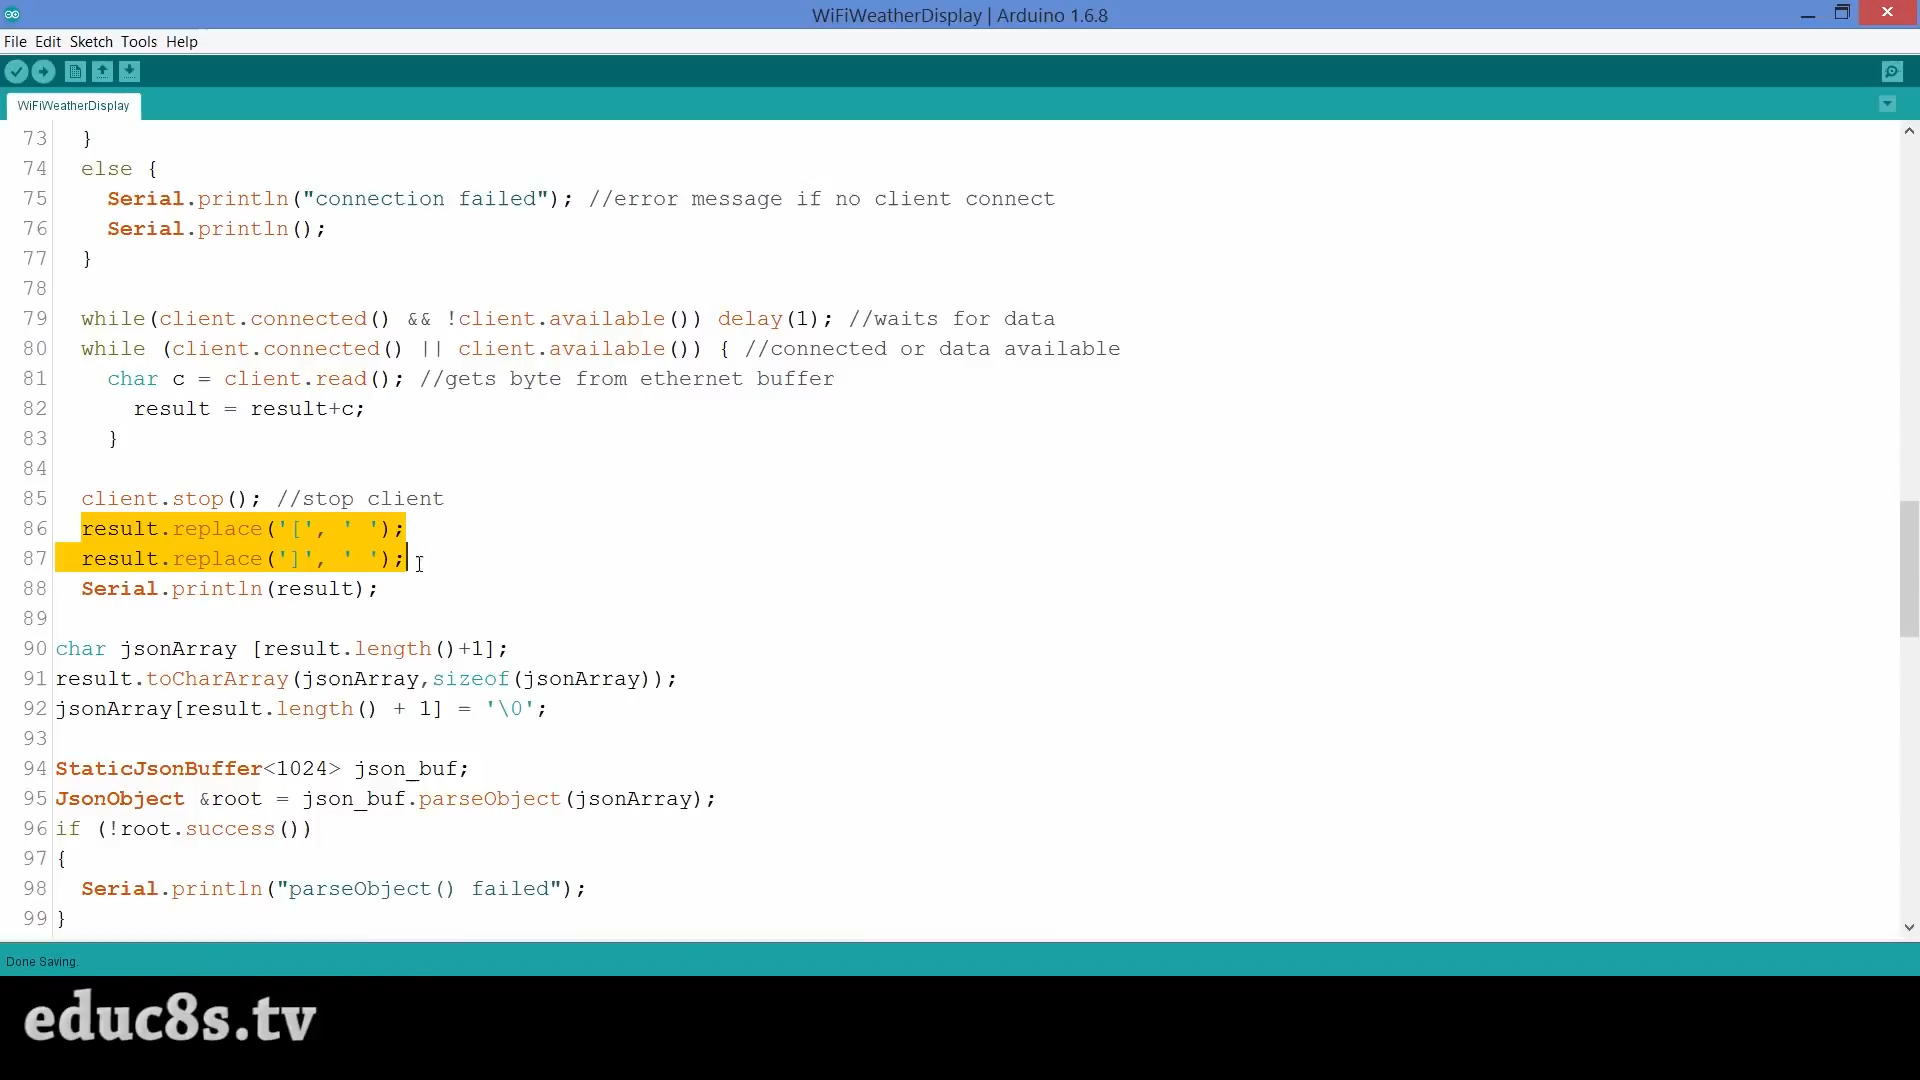 WiFiWeatherDisplay | Arduino 1.6.8
File Edit Sketch Tools Help
WiFiWeatherDisplay
73 }
74 else {
75 Serial.println("connection failed"); //error message if no client connect
76 Serial.println();
77 }
78
79 while(client.connected() && !client.available()) delay(1); //waits for data
80 while (client.connected() || client.available()) { //connected or data available
81 char c = client.read(); //gets byte from ethernet buffer
82 result = result+c;
83 }
84
85 client.stop(); //stop client
86 result.replace('[', ' ');
87 result.replace(']', ' ');
88 Serial.println(result);
89
90 char jsonArray [result.length()+1];
91 result.toCharArray(jsonArray,sizeof(jsonArray));
92 jsonArray[result.length() + 1] = '\0';
93
94 StaticJsonBuffer<1024> json_buf;
95 JsonObject &root = json_buf.parseObject(jsonArray);
96 if (!root.success())
97 {
98 Serial.println("parseObject() failed");
99 }
Done Saving.
educ8s.tv